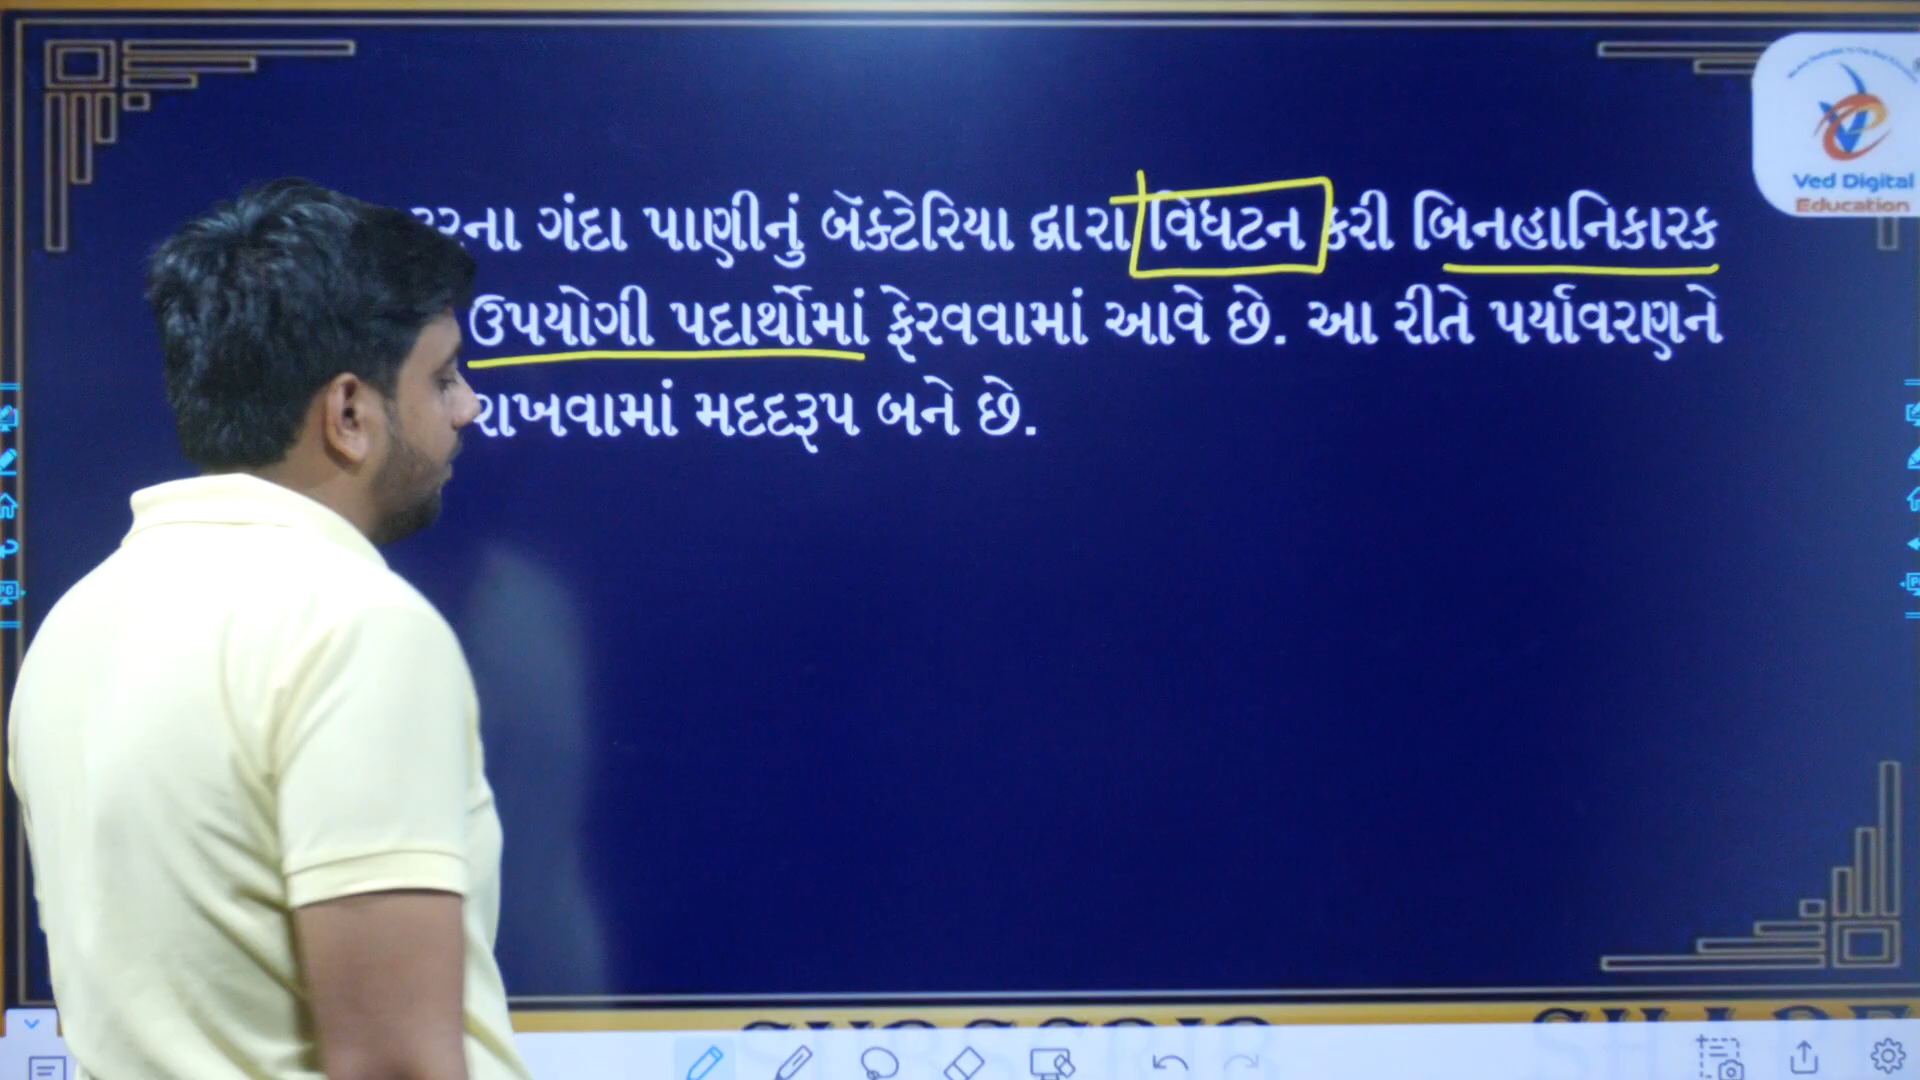 ગંદા પાણીનું બૅક્ટેરિયા દ્વારા વિઘટન કરી બિનહાનિકારક
ઉપયોગી પદાર્થોમાં ફેરવવામાં આવે છે. આ રીતે પર્યાવરણને
રાખવામાં મદદરૂપ બને છે.
Ved Digital
Education